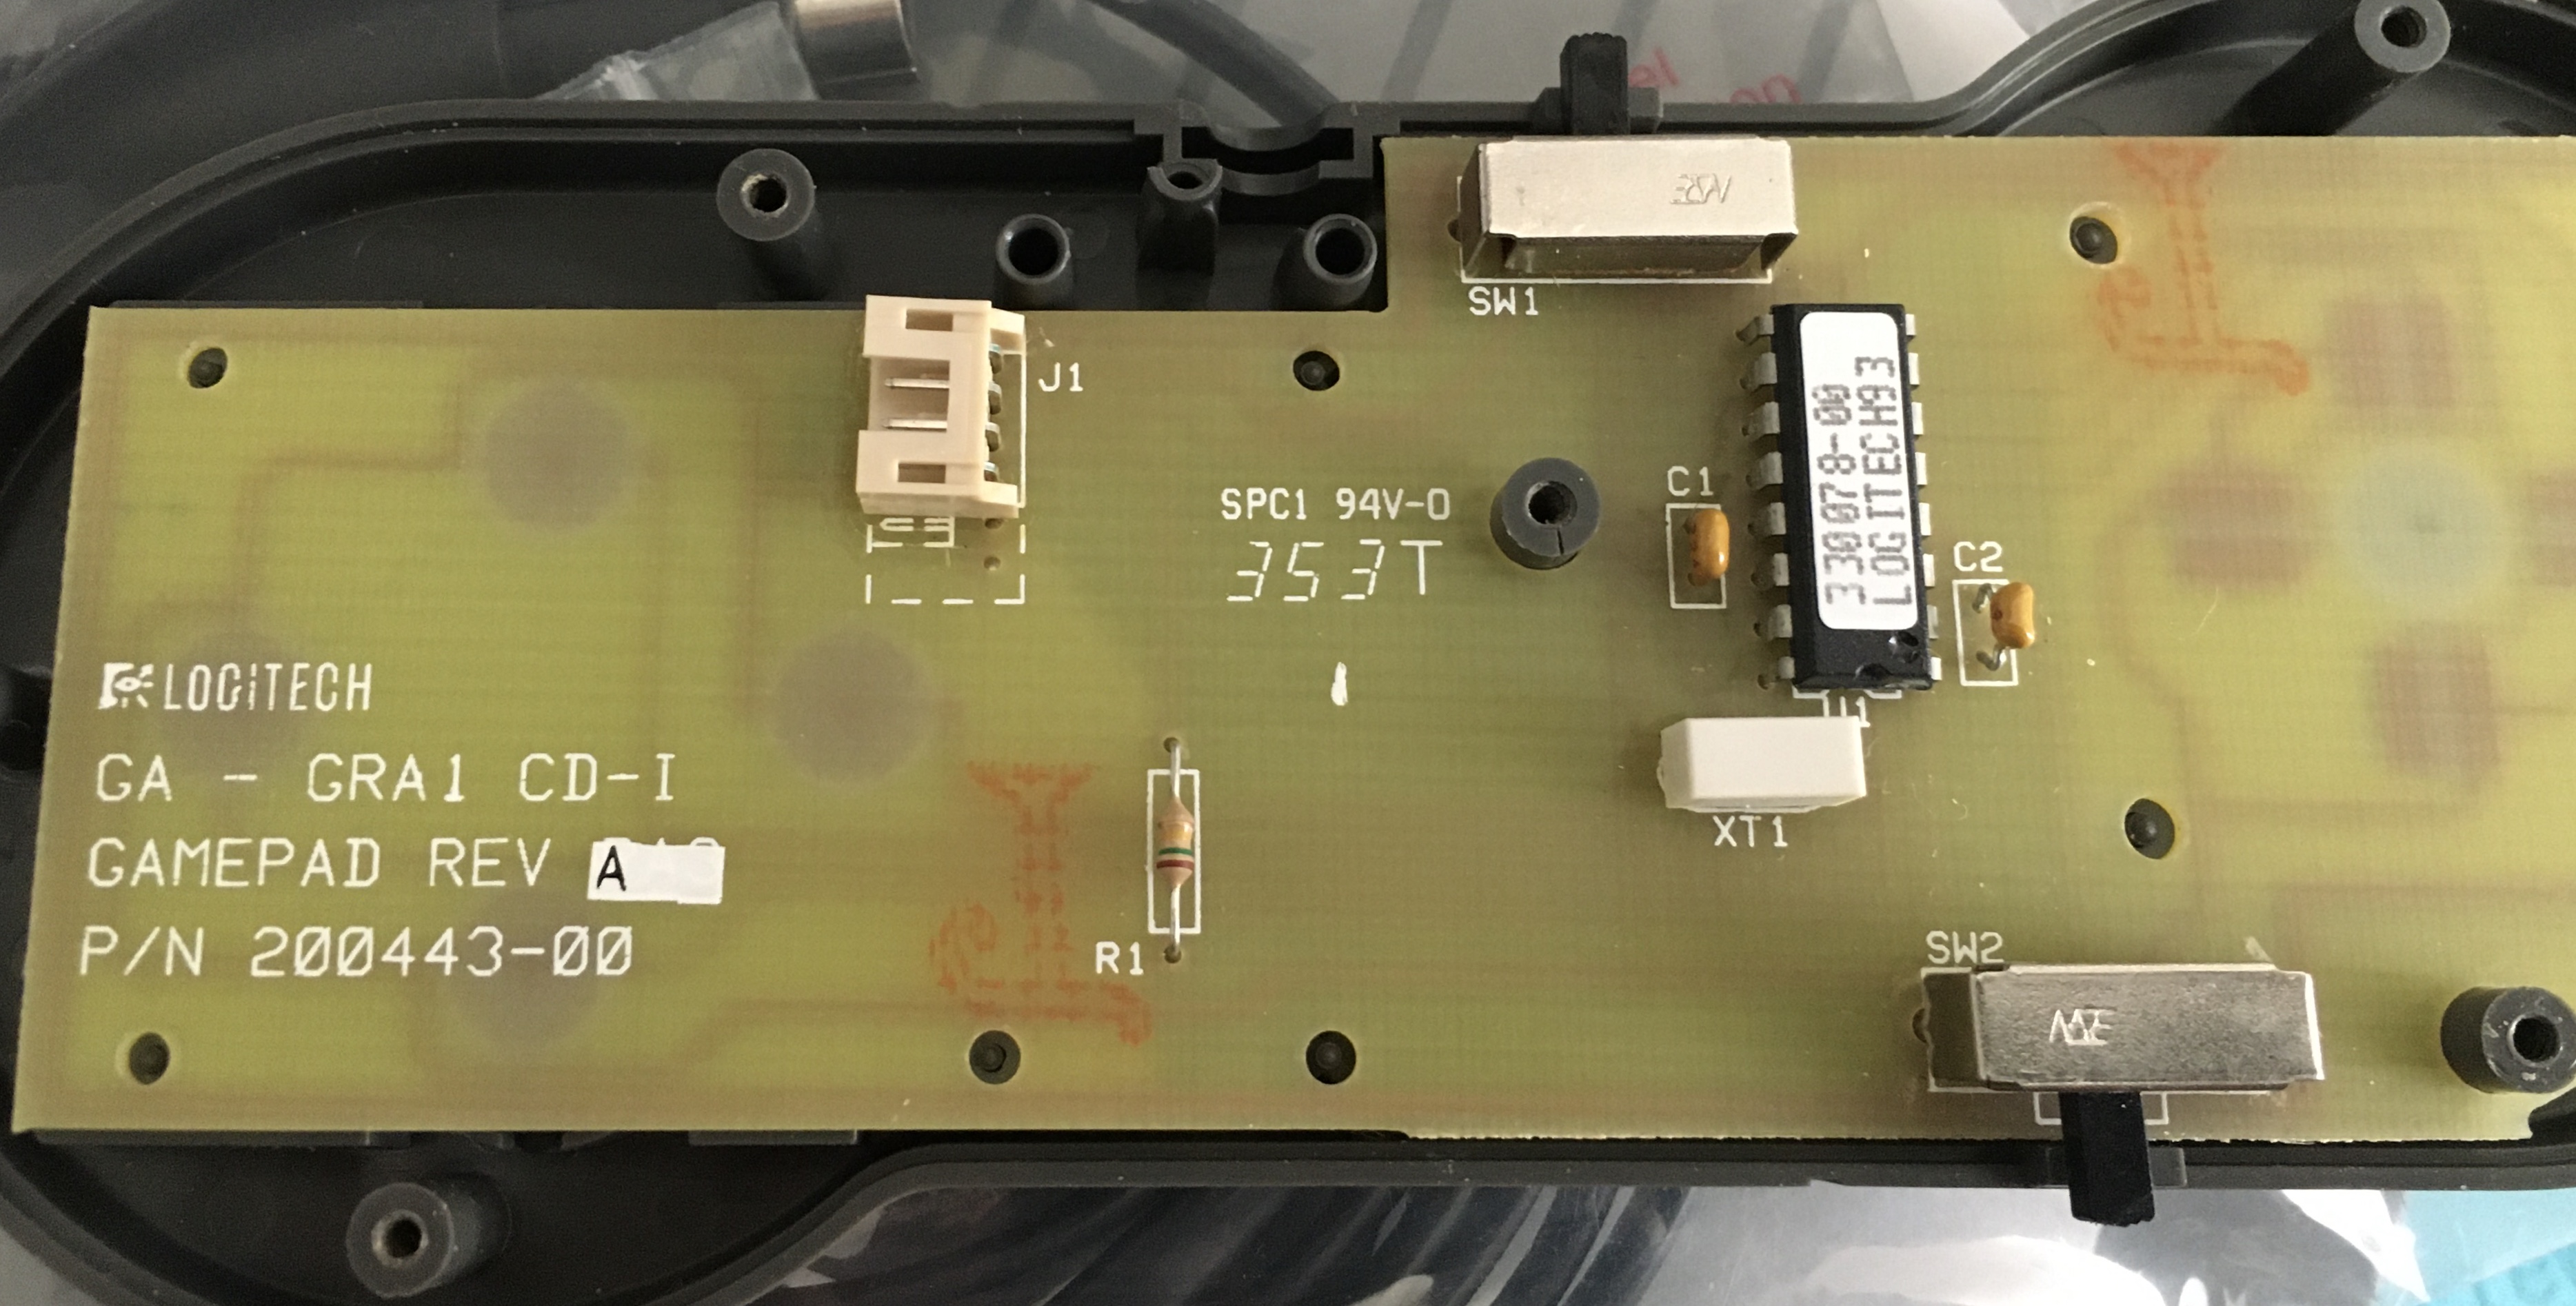 SW1
J1
330078-00
LOGITECH93
C1
SPC1 94V-0
353T
C2
LOGITECH
U1
GA - GRA1 CD-I
XT1
GAMEPAD REV A
P/N 200443-00
R1
SW2